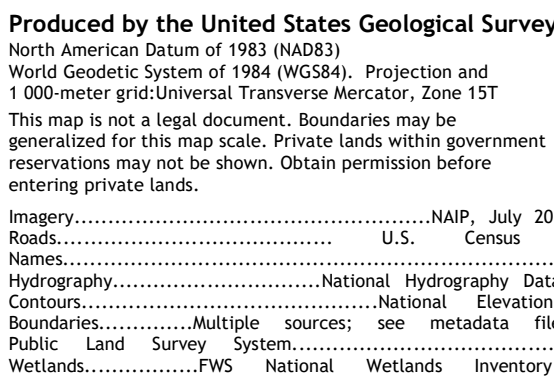 Produced by the United States Geological Survey
North American Datum of 1983 (NAD83)
World Geodetic System of 1984 (WGS84). Projection and
1 000-meter grid:Universal Transverse Mercator, Zone 15T
This map is not a legal document. Boundaries may be
generalized for this map scale. Private lands within government
reservations may not be shown. Obtain permission before
entering private lands.
Imagery....................................................NAIP, July 20
Roads........................................ U.S. Census
Names........................................................................
Hydrography..............................National Hydrography Data
Contours...........................................National Elevation
Boundaries..............Multiple sources; see metadata file
Public Land Survey System......................................
Wetlands.................FWS National Wetlands Inventory